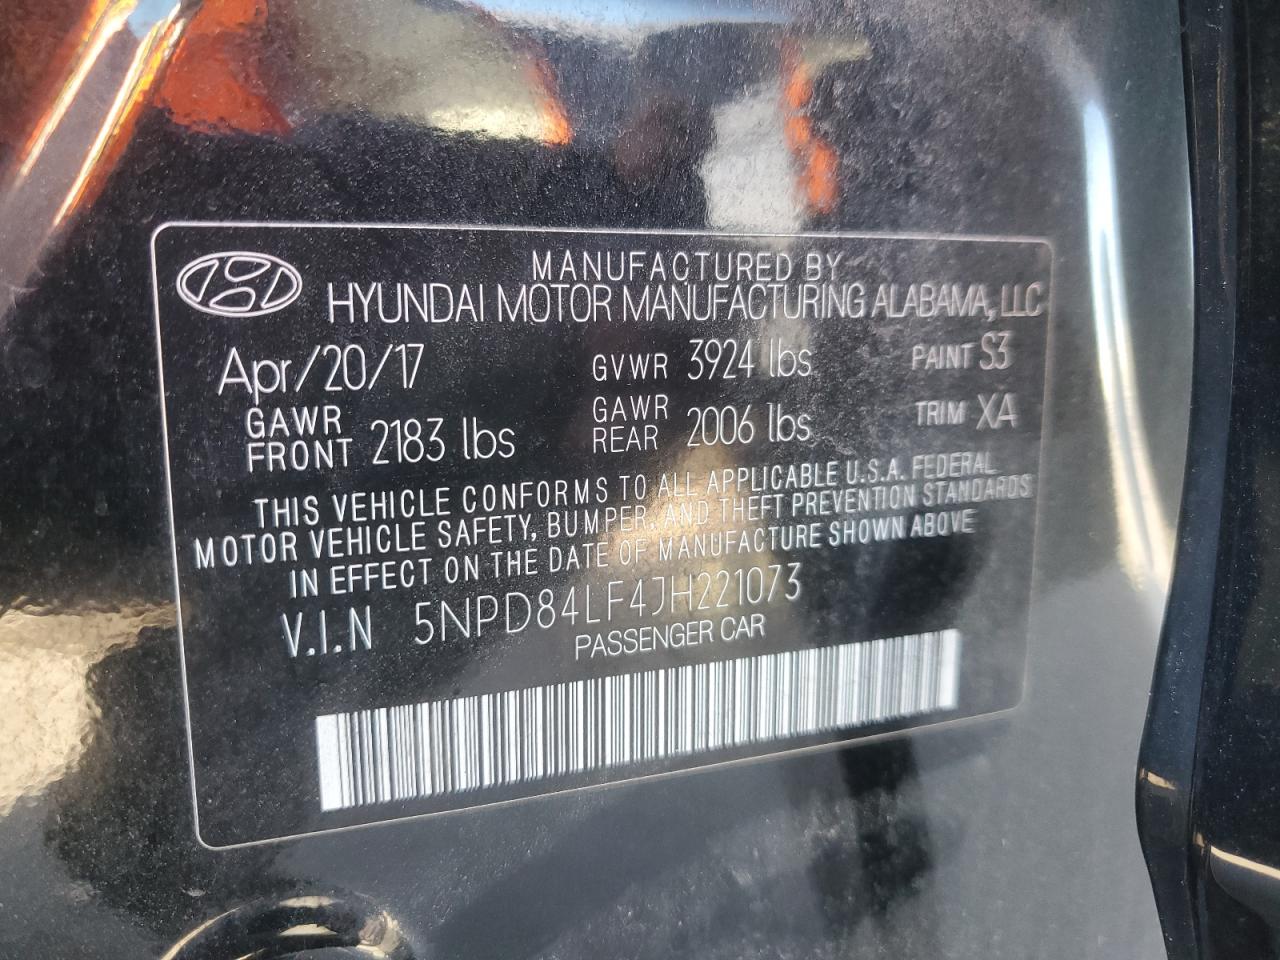 MANUFACTURED BY
HYUNDAI MOTOR MANUFACTURING ALABAMA, LLC
Apr/20/17 GVWR 3924 lbs PAINT S3
GAWR FRONT 2183 lbs GAWR REAR 2006 lbs TRIM XA
THIS VEHICLE CONFORMS TO ALL APPLICABLE U.S.A. FEDERAL
MOTOR VEHICLE SAFETY, BUMPER, AND THEFT PREVENTION STANDARDS
IN EFFECT ON THE DATE OF MANUFACTURE SHOWN ABOVE
V.I.N 5NPD84LF4JH221073
PASSENGER CAR